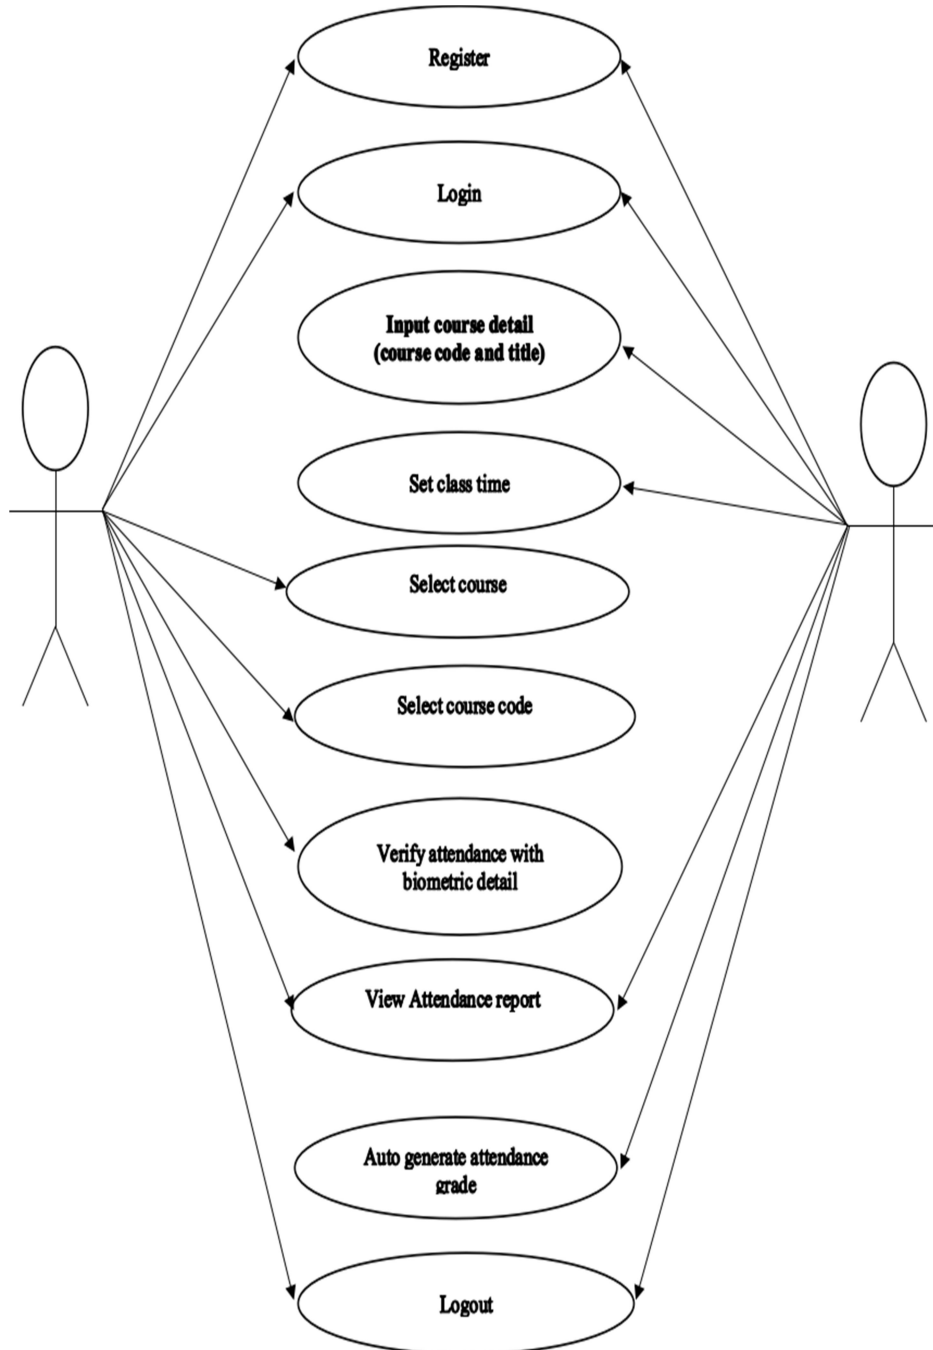 Register
Login
Input course detail
(course code and title)
Set class time
Select course
Select course code
Verify attendance with
biometric detail
View Attendance report
Auto generate attendance
grade
Logout